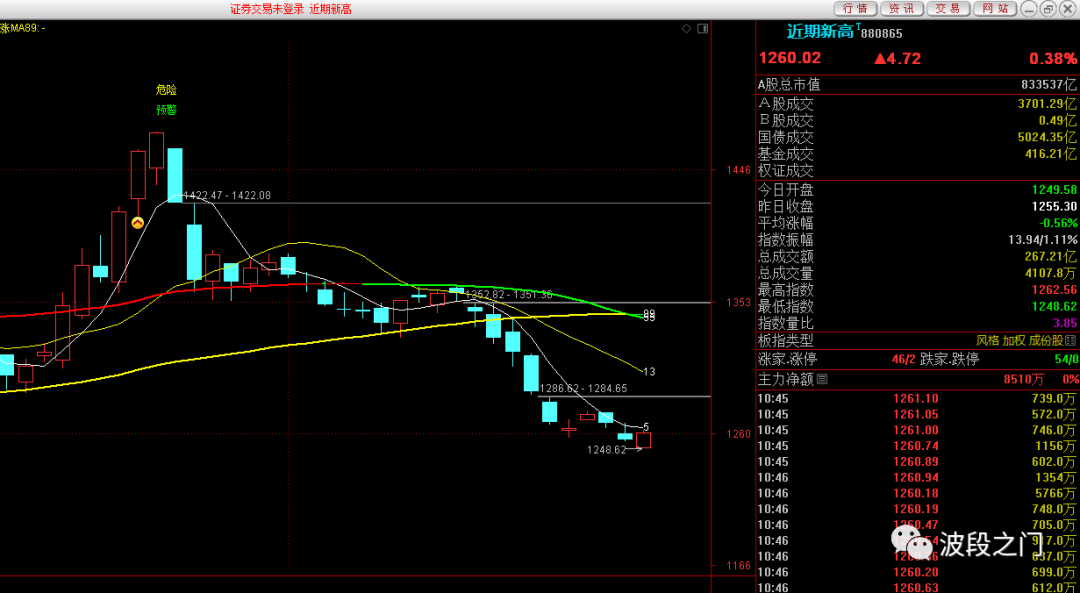 证券交易未登录 近期新高
行情 资讯 交易 网站
涨MA89: -
危险
预警
1422.47 - 1422.08
1352.82 - 1351.36
1286.62 - 1284.65
1248.62
13
5
1446
1353
1260
1166
近期新高 T 880865
1260.02 ▲4.72 0.38%
A股总市值 833537亿
A股成交 3701.29亿
B股成交 0.49亿
国债成交 5024.35亿
基金成交 416.21亿
权证成交
今日开盘 1249.58
昨日收盘 1255.30
平均涨幅 -0.56%
指数振幅 13.94/1.11%
总成交额 267.21亿
总成交量 4107.8万
最高指数 1262.56
最低指数 1248.62
指数量比 3.85
板指类型 风格 加权 成份股
涨家.涨停 46/2 跌家.跌停 54/0
主力净额 8510万 0%
10:45 1261.10 739.0万
10:45 1261.05 572.0万
10:45 1261.00 746.0万
10:45 1260.74 1156万
10:45 1260.89 602.0万
10:46 1260.94 1354万
10:46 1260.18 5766万
10:46 1260.19 748.0万
10:46 1260.47 705.0万
10:46
10:46
10:46 1260.20 699.0万
10:46 1260.63 612.0万
波段之门